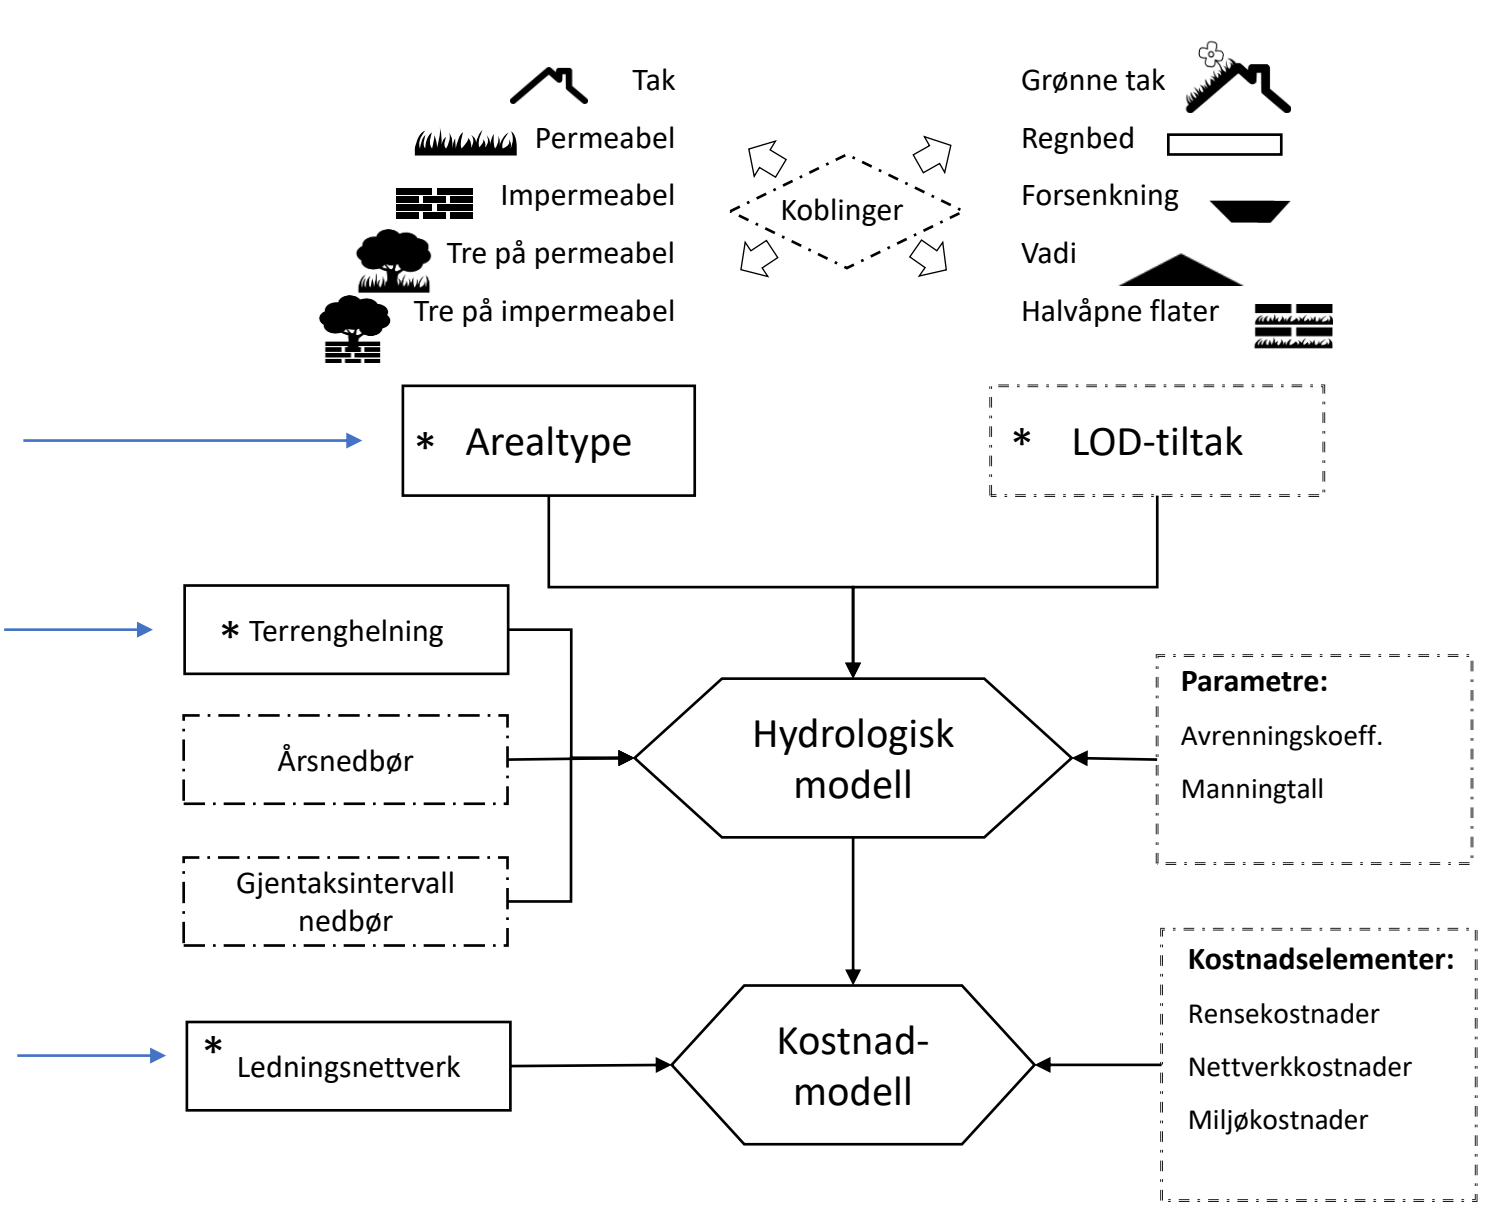 Tak
Permeabel
Impermeabel
Tre på permeabel
Tre på impermeabel
Koblinger
Grønne tak
Regnbed
Forsenkning
Vadi
Halvåpne flater
* Arealtype
* LOD-tiltak
* Terrenghelning
Årsnedbør
Gjentaksintervall
nedbør
Hydrologisk
modell
Parametre:
Avrenningskoeff.
Manningtall
* Ledningsnettverk
Kostnad-
modell
Kostnadselementer:
Rensekostnader
Nettverkkostnader
Miljøkostnader